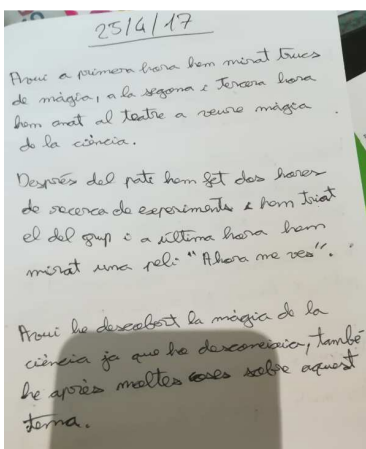 25/4/17
Avui a primera hora hem mirat trucs
de màgia, a la segona i tercera hora
hem anat al teatre a veure màgia
de la ciència.
Després del pati hem fet dos hores
de recerca de experiments i hem triat
el del grup i a última hora hem
mirat una peli "Ahora me ves".
Avui he descobert la màgia de la
ciència ja que ho desconeixia, també
he après moltes coses sobre aquest
tema.